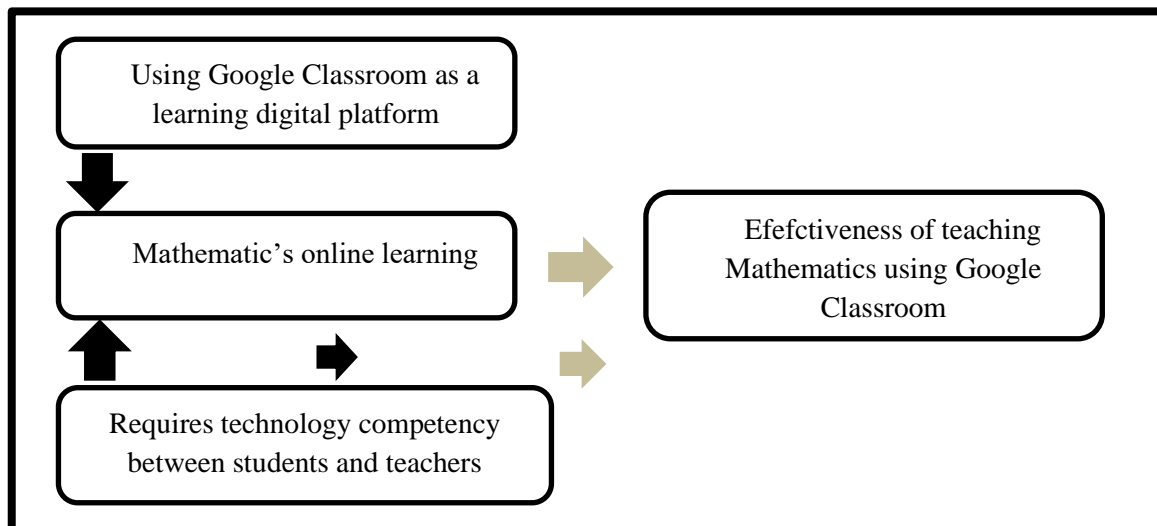 Using Google Classroom as a
learning digital platform
Mathematic’s online learning
Requires technology competency
between students and teachers
Efefctiveness of teaching
Mathematics using Google
Classroom